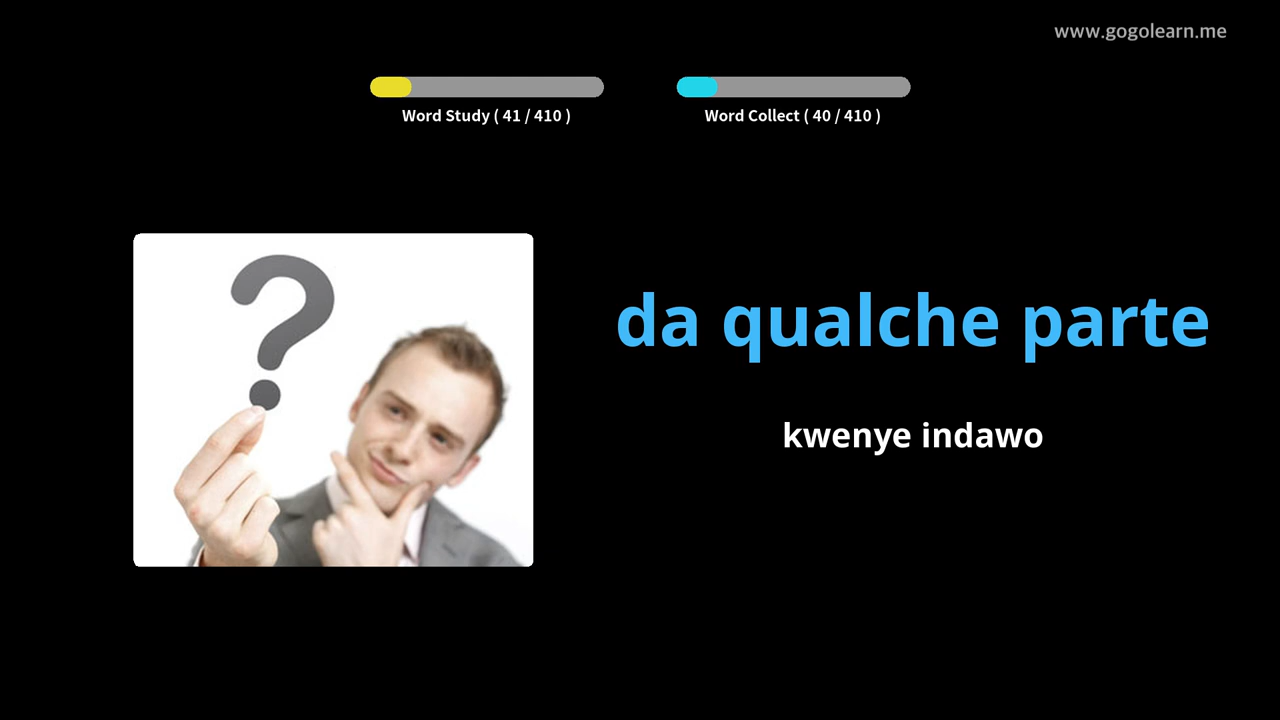 www.gogolearn.me
Word Study ( 41 / 410 )
Word Collect ( 40 / 410 )
da qualche parte
kwenye indawo